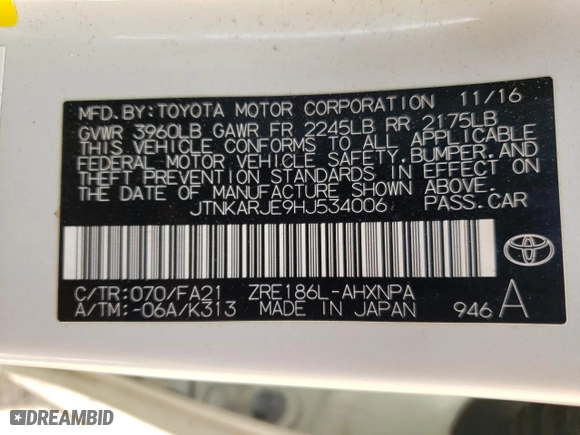 MFD.BY:TOYOTA MOTOR CORPORATION 11/16
GVWR 3960LB GAWR FR 2245LB RR 2175LB
THIS VEHICLE CONFORMS TO ALL APPLICABLE
FEDERAL MOTOR VEHICLE SAFETY,BUMPER,AND
THEFT PREVENTION STANDARDS IN EFFECT ON
THE DATE OF MANUFACTURE SHOWN ABOVE.
JTNKARJE9HJ534006 PASS.CAR
C/TR:070/FA21 ZRE186L-AHXNPA
A/TM:-06A/K313 MADE IN JAPAN 946 A
TOYOTA
DREAMBID